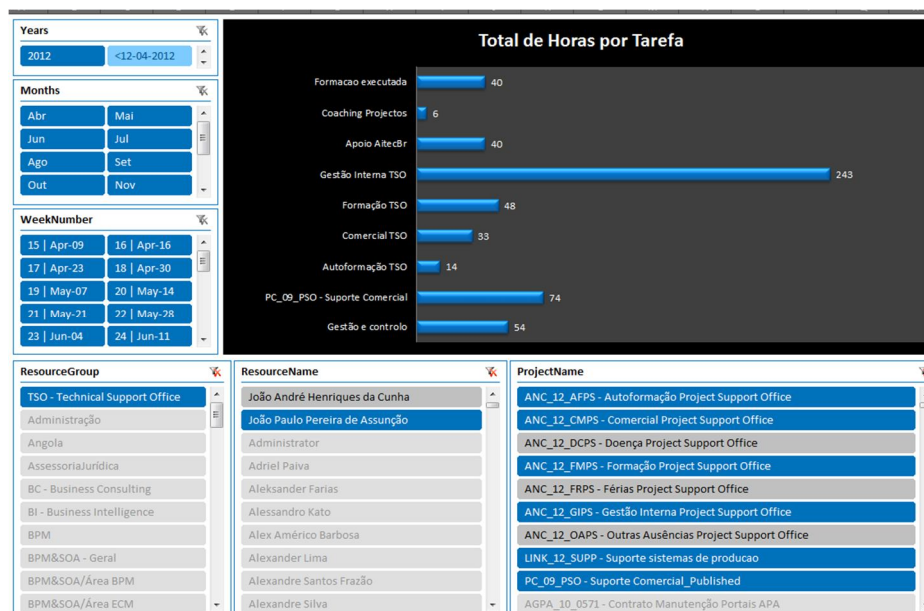 Years
2012
<12-04-2012
Months
Abr
Mai
Jun
Jul
Ago
Set
Out
Nov
WeekNumber
15 | Apr-09
16 | Apr-16
17 | Apr-23
18 | Apr-30
19 | May-07
20 | May-14
21 | May-21
22 | May-28
23 | Jun-04
24 | Jun-11
Total de Horas por Tarefa
Formacao executada 40
Coaching Projectos 6
Apoio AitecBr 40
Gestão Interna TSO 243
Formação TSO 48
Comercial TSO 33
Autoformação TSO 14
PC_09_PSO - Suporte Comercial 74
Gestão e controlo 54
ResourceGroup
TSO - Technical Support Office
Administração
Angola
AssessoriaJurídica
BC - Business Consulting
BI - Business Intelligence
BPM
BPM&SOA - Geral
BPM&SOA/Área BPM
BPM&SOA/Área ECM
ResourceName
João André Henriques da Cunha
João Paulo Pereira de Assunção
Administrator
Adriel Paiva
Aleksander Farias
Alessandro Kato
Alex Américo Barbosa
Alexander Lima
Alexandre Santos Frazão
Alexandre Silva
ProjectName
ANC_12_AFPS - Autoformação Project Support Office
ANC_12_CMPS - Comercial Project Support Office
ANC_12_DCPS - Doença Project Support Office
ANC_12_FMPS - Formação Project Support Office
ANC_12_FRPS - Férias Project Support Office
ANC_12_GIPS - Gestão Interna Project Support Office
ANC_12_OAPS - Outras Ausências Project Support Office
LINK_12_SUPP - Suporte sistemas de producao
PC_09_PSO - Suporte Comercial_Published
AGPA_10_0571 - Contrato Manutenção Portais APA